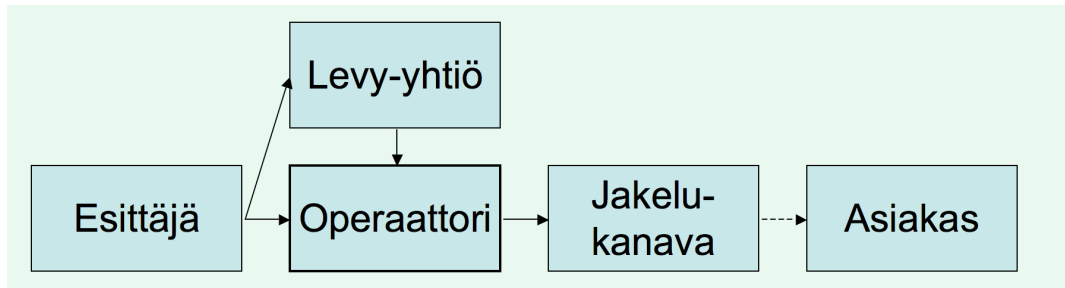 Levy-yhtiö
Esittäjä
Operaattori
Jakelu-
kanava
Asiakas